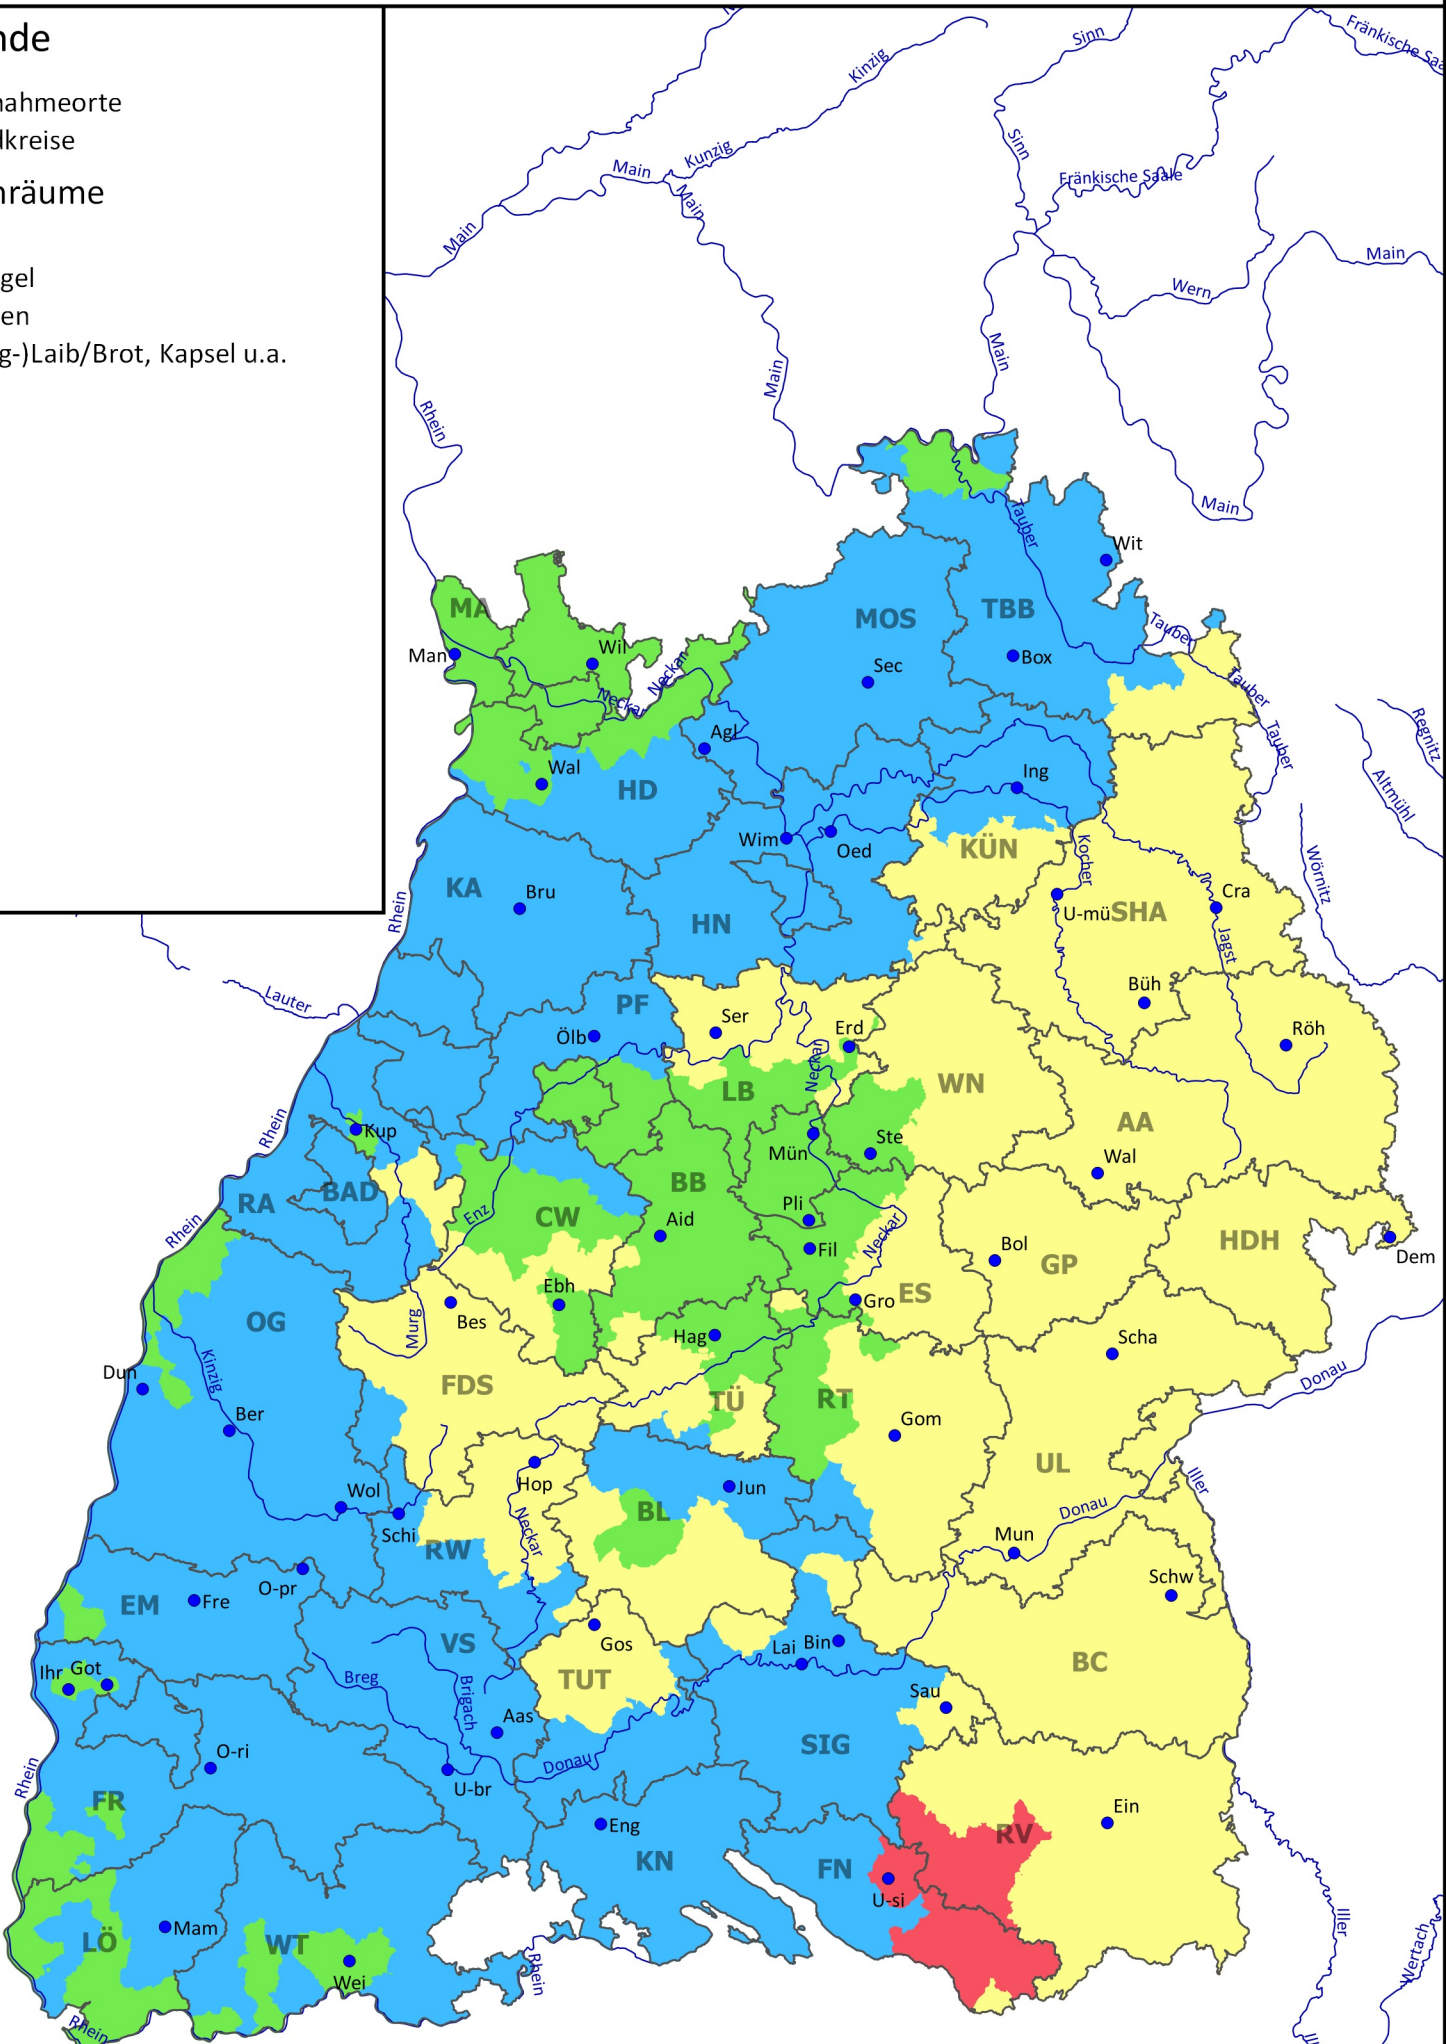 nde
nahmeorte
dkreise
nräume
gel
en
g-)Laib/Brot, Kapsel u.a.
Kinzig
Sinn
Fränkische Saa
Sinn
Kunzig
Main
Main
Fränkische Saale
Main
Main
Wern
Main
Main
Rhein
Main
Tauber
Wit
MA
MOS
TBB
Tauber
Man
Wil
Neckar
Sec
Box
Neckar
Tauber
Regnitz
Agl
Tauber
Wal
Ing
HD
Altmühl
Wim
Oed
KÜN
Kocher
Wörnitz
KA
Bru
Cra
Rhein
HN
U-mü
SHA
Jagst
Büh
Lauter
PF
Ser
Erd
Röh
Ölb
Neckar
LB
WN
Rhein
Kup
AA
Mün
Ste
Wal
BB
RA
BAD
Pli
Enz
CW
Aid
Rhein
Neckar
Fil
Bol
HDH
GP
Dem
Ebh
ES
Gro
OG
Murg
Bes
Hag
Scha
Kinzig
Dun
Donau
FDS
TÜ
RT
Ber
Gom
UL
Hop
Jun
Iller
Wol
BL
Donau
Schi
Neckar
Mun
RW
O-pr
Schw
EM
Fre
VS
Gos
Lai
Bin
BC
Ihr
Got
Breg
Brigach
TUT
Sau
Aas
SIG
O-ri
Donau
Rhein
U-br
FR
Ein
Eng
RV
KN
FN
U-si
Mam
Iller
LÖ
WT
Wertach
Wei
Rhein
Rhein